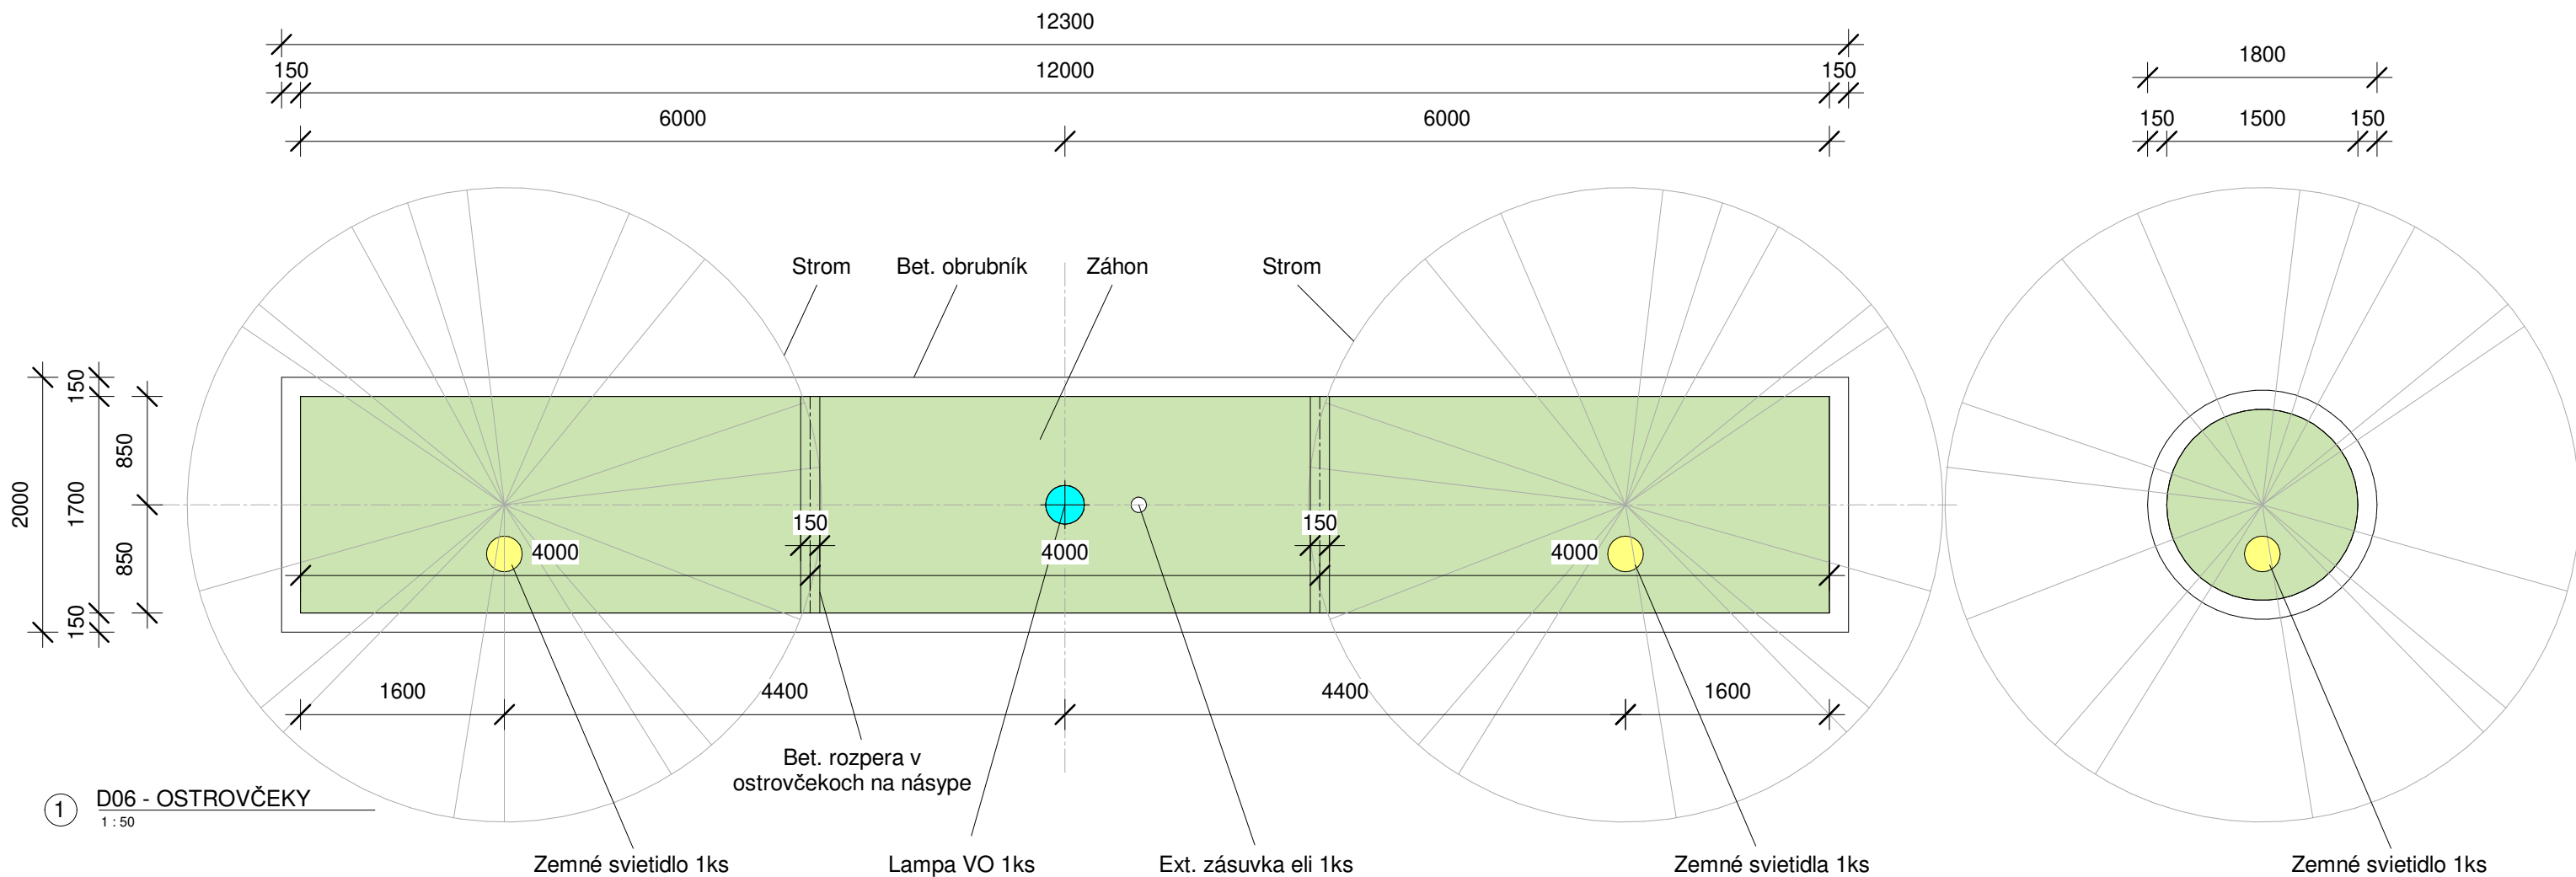 12300
1800
150
12000
150
150
1500
150
6000
6000
Strom
Bet. obrubník
Záhon
Strom
150
850
2000
1700
850
150
150
150
4000
4000
4000
1600
4400
4400
1600
Bet. rozpera v
ostrovčekoch na násype
1
D06 - OSTROVČEKY
1 : 50
Zemné svietidlo 1ks
Lampa VO 1ks
Ext. zásuvka eli 1ks
Zemné svietidla 1ks
Zemné svietidlo 1ks